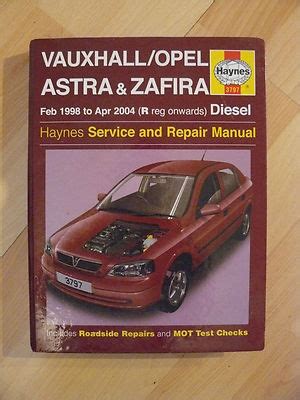 VAUXHALL/OPEL
ASTRA & ZAFIRA
Haynes
3797
Feb 1998 to Apr 2004 (R reg onwards) Diesel
Haynes Service and Repair Manual
3797
Includes Roadside Repairs and MOT Test Checks